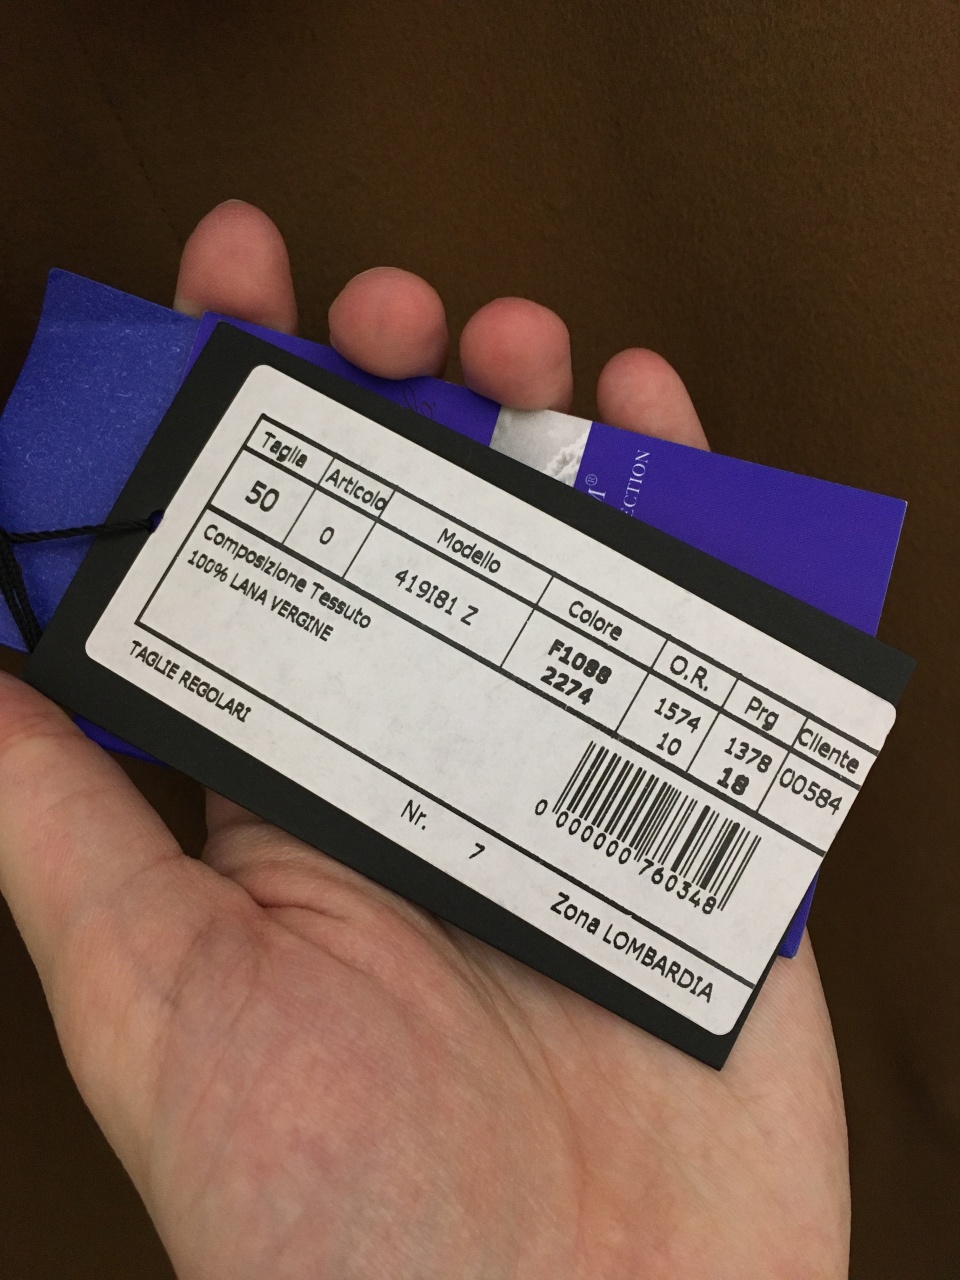 Taglia Articolo Modello Colore O.R. Prg Cliente
50 0 419181 Z F1088 1574 1378 00584
2274 10 18
Composizione Tessuto
100% LANA VERGINE
0 000000 760348
TAGLIE REGOLARI Nr. 7 Zona LOMBARDIA
M®
ECTION